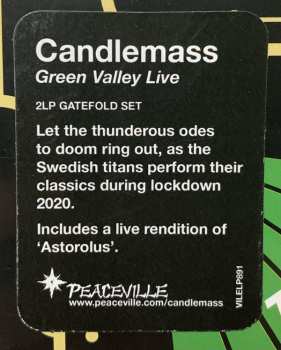 Candlemass
Green Valley Live
2LP GATEFOLD SET
Let the thunderous odes
to doom ring out, as the
Swedish titans perform their
classics during lockdown
2020.
Includes a live rendition of
‘Astorolus’.
PEACEVILLE
www.peaceville.com/candlemass
VILELP891